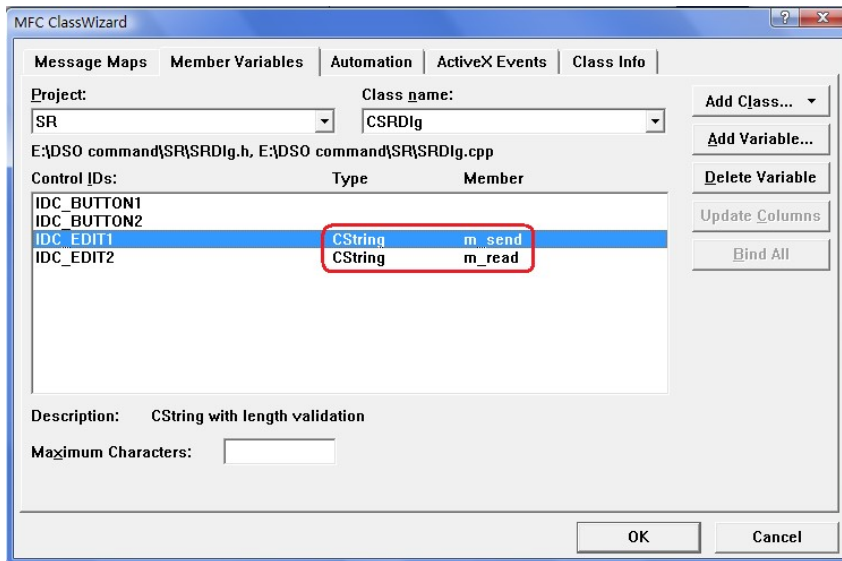 MFC ClassWizard
Message Maps Member Variables Automation ActiveX Events Class Info
Project: Class name:
SR CSRDlg
E:\DSO command\SR\SRDlg.h, E:\DSO command\SR\SRDlg.cpp
Control IDs: Type Member
IDC_BUTTON1
IDC_BUTTON2
IDC_EDIT1 CString m_send
IDC_EDIT2 CString m_read
Add Class...
Add Variable...
Delete Variable
Update Columns
Bind All
Description: CString with length validation
Maximum Characters:
OK Cancel